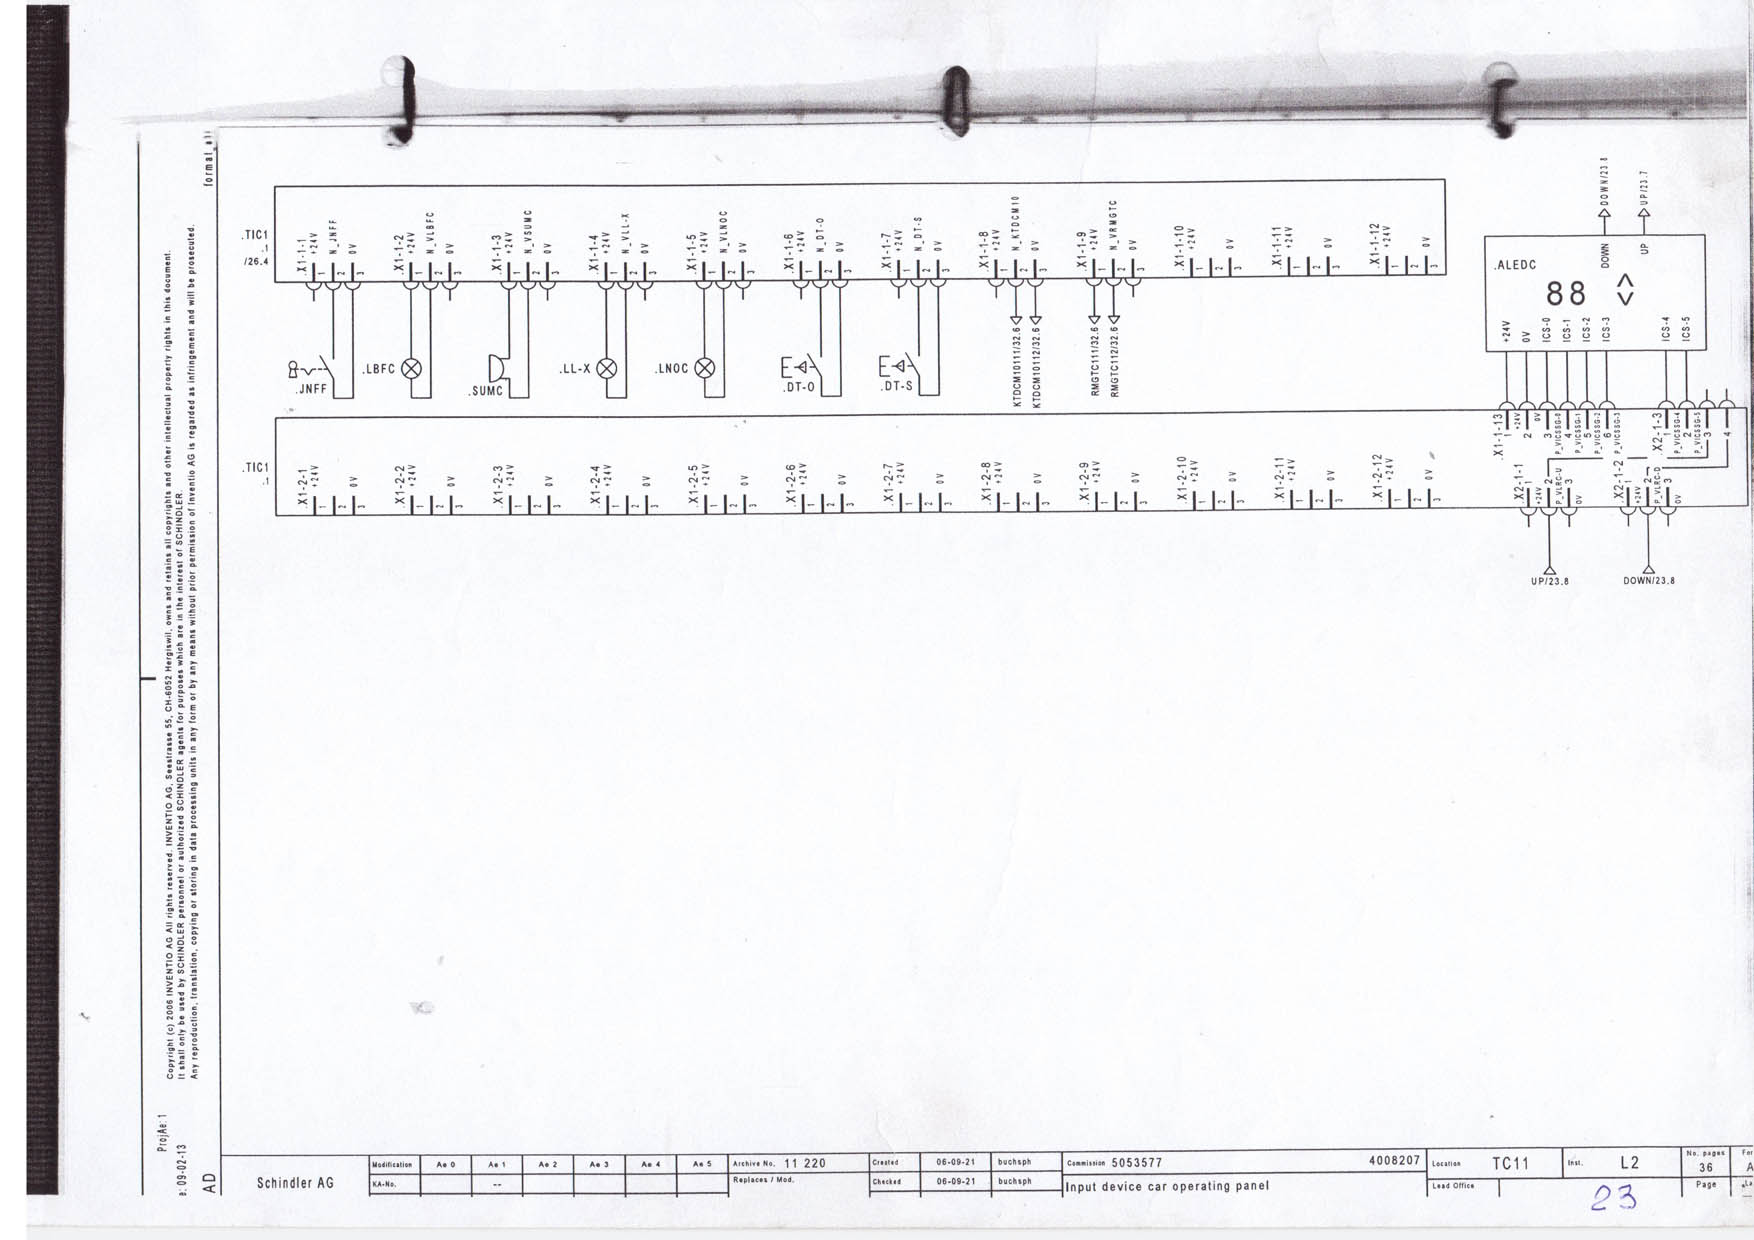 Copyright (c) 2006 INVENTIO AG All rights reserved. INVENTIO AG, Seestrasse 55, CH-6052 Hergiswil, owns and retains all copyrights and other intellectual property rights in this document.
It shall only be used by SCHINDLER personnel or authorized SCHINDLER agents for purposes which are in the interest of SCHINDLER.
Any reproduction, translation, copying or storing in data processing units in any form or by any means without prior permission of Inventio AG is regarded as infringement and will be prosecuted.
ProjAe: 1
e: 09-02-13
AD
.TIC1
.1
/26.4
.X1-1-1 +24V N_JNFF 0V
1 2 3
.X1-1-2 +24V N_VLBFC 0V
1 2 3
.X1-1-3 +24V N_VSUMC 0V
1 2 3
.X1-1-4 +24V N_VLL-X 0V
1 2 3
.X1-1-5 +24V N_VLNOC 0V
1 2 3
.X1-1-6 +24V N_DT-O 0V
1 2 3
.X1-1-7 +24V N_DT-S 0V
1 2 3
.X1-1-8 +24V N_KTDCM10 0V
1 2 3
.X1-1-9 +24V N_VRMGTC 0V
1 2 3
.X1-1-10 +24V 0V
1 2 3
.X1-1-11 +24V 0V
1 2 3
.X1-1-12 +24V 0V
1 2 3
.JNFF
.LBFC
.SUMC
.LL-X
.LNOC
.DT-O
.DT-S
KTDCM10111/32.6
KTDCM10112/32.6
RMGTC111/32.6
RMGTC112/32.6
DOWN/23.8
UP/23.7
.ALEDC
DOWN
UP
88
+24V
0V
ICS-0
ICS-1
ICS-2
ICS-3
ICS-4
ICS-5
.TIC1
.1
.X1-2-1 +24V 0V
1 2 3
.X1-2-2 +24V 0V
1 2 3
.X1-2-3 +24V 0V
1 2 3
.X1-2-4 +24V 0V
1 2 3
.X1-2-5 +24V 0V
1 2 3
.X1-2-6 +24V 0V
1 2 3
.X1-2-7 +24V 0V
1 2 3
.X1-2-8 +24V 0V
1 2 3
.X1-2-9 +24V 0V
1 2 3
.X1-2-10 +24V 0V
1 2 3
.X1-2-11 +24V 0V
1 2 3
.X1-2-12 +24V 0V
1 2 3
.X1-1-13
1 +24V
2 0V
3 P_VICSSG-0
4 P_VICSSG-1
5 P_VICSSG-2
6 P_VICSSG-3
X2-1-3
1 P_VICSSG-4
2 P_VICSSG-5
3
4
X2-1-1
1 +24V
2 P_VLRC-U
3 0V
X2-1-2
1 +24V
2 P_VLRC-D
3 0V
UP/23.8
DOWN/23.8
Schindler AG
Modification Ae 0 Ae 1 Ae 2 Ae 3 Ae 4 Ae 5
KA-No. --
Archive No. 11 220
Replaces / Mod.
Created 06-09-21 buchsph
Checked 06-09-21 buchsph
Commission 5053577 4008207
Input device car operating panel
Location TC11
Inst. L2
Lead Office
No. pages
36
Page
23